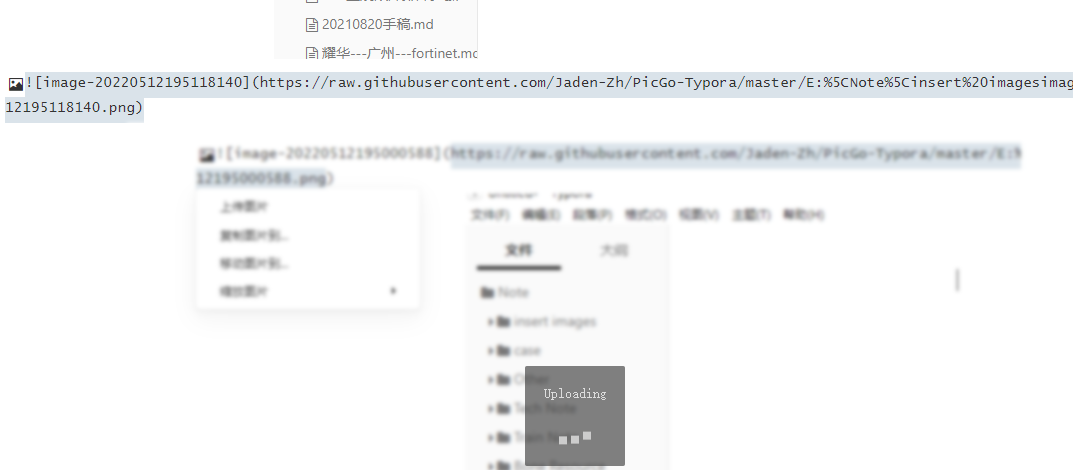 20210820手稿.md
耀华---广州---fortinet.md
![image-20220512195118140](https://raw.githubusercontent.com/Jaden-Zh/PicGo-Typora/master/E:%5CNote%5Cinsert%20imagesimag
12195118140.png)
![image-20220512195000588](https://raw.githubusercontent.com/Jaden-Zh/PicGo-Typora/master/E:%
12195000588.png)
上传图片
复制图片到...
移动图片到...
缩放图片
文件(F) 编辑(E) 段落(P) 格式(O) 视图(V) 主题(T) 帮助(H)
文件 大纲
Note
insert images
case
Other
Uploading
Tech Note
Train
Resource